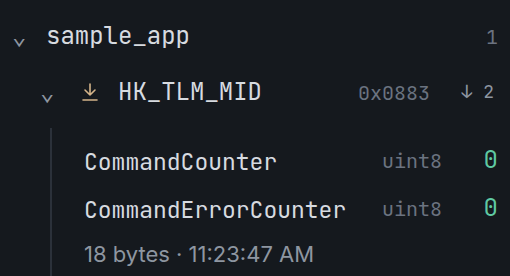 sample_app 1
HK_TLM_MID 0x0883 ↓ 2
CommandCounter uint8 0
CommandErrorCounter uint8 0
18 bytes · 11:23:47 AM